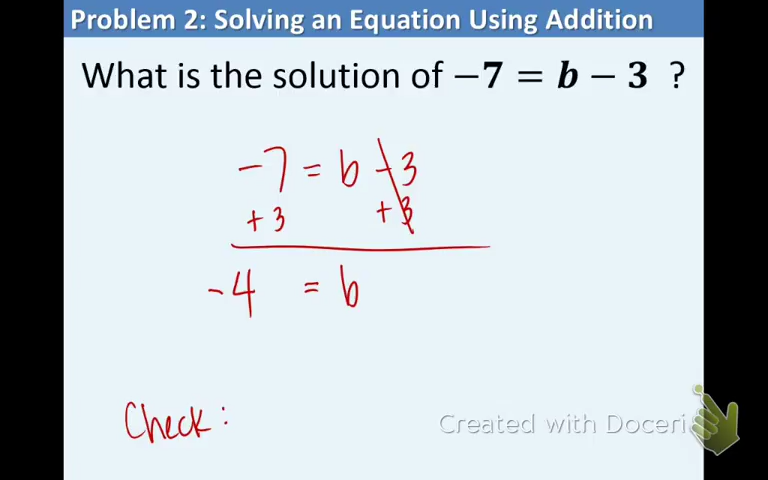 Problem 2: Solving an Equation Using Addition
What is the solution of −7 = b − 3 ?
-7 = b - 3
+3 +3
-4 = b
Check:
Created with Doceri